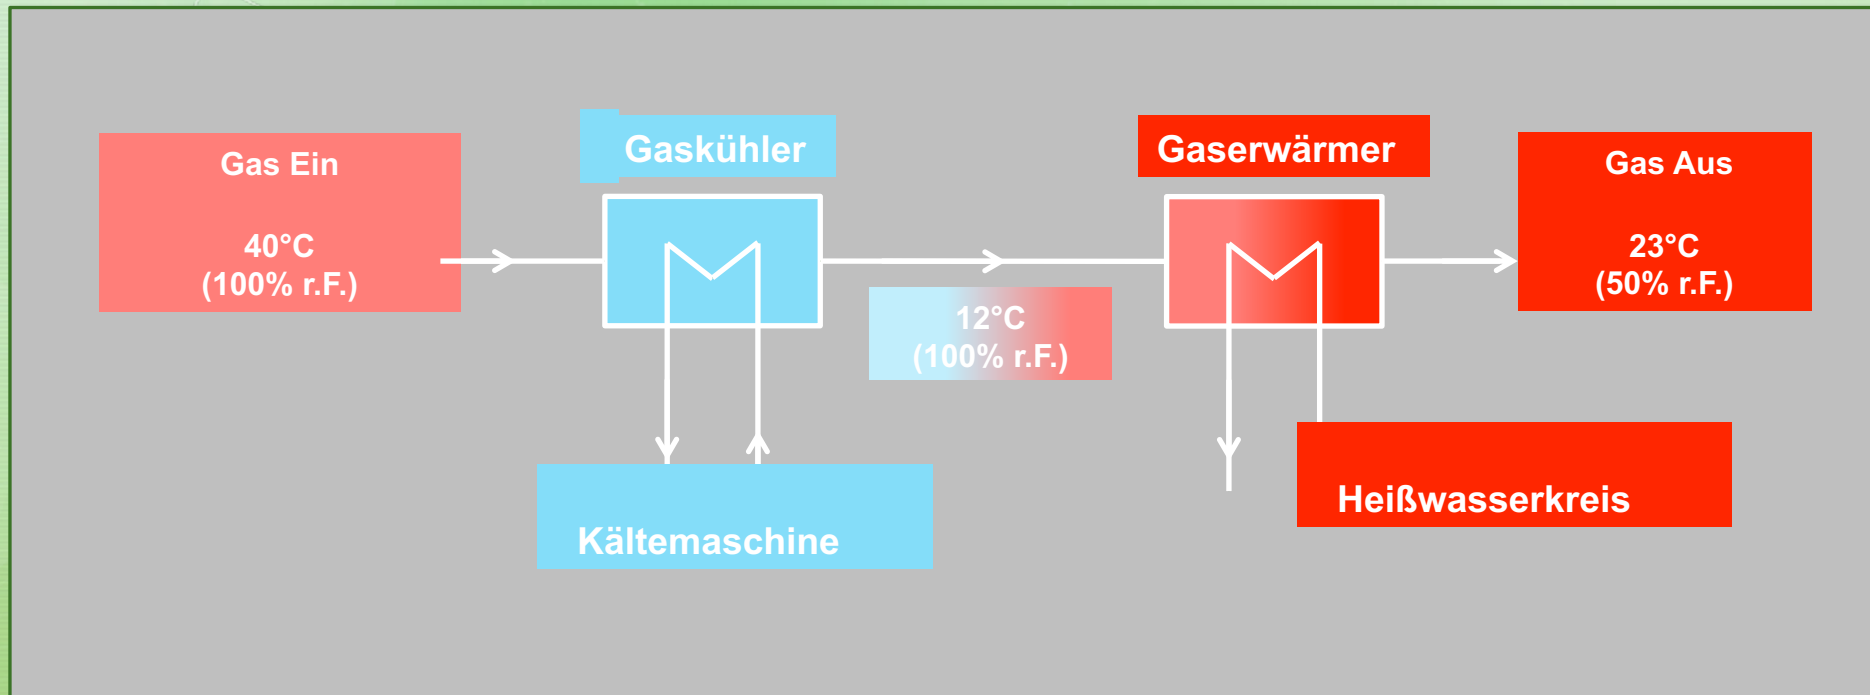 Gas Ein
40°C
(100% r.F.)
Gaskühler
12°C
(100% r.F.)
Gaserwärmer
Gas Aus
23°C
(50% r.F.)
Kältemaschine
Heißwasserkreis